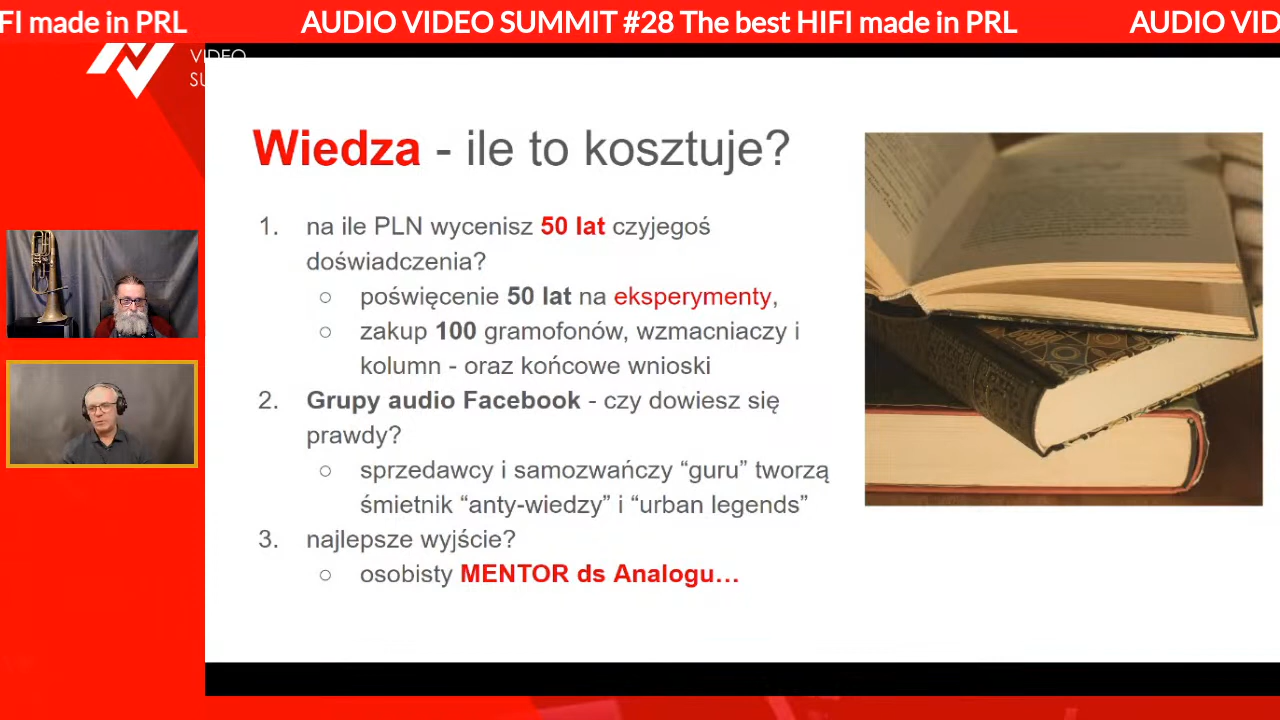 FI made in PRL AUDIO VIDEO SUMMIT #28 The best HIFI made in PRL AUDIO VID
VIDEO
SU
Wiedza - ile to kosztuje?
1. na ile PLN wycenisz 50 lat czyjegoś
doświadczenia?
○ poświęcenie 50 lat na eksperymenty,
○ zakup 100 gramofonów, wzmacniaczy i
kolumn - oraz końcowe wnioski
2. Grupy audio Facebook - czy dowiesz się
prawdy?
○ sprzedawcy i samozwańczy “guru” tworzą
śmietnik “anty-wiedzy” i “urban legends”
3. najlepsze wyjście?
○ osobisty MENTOR ds Analogu…